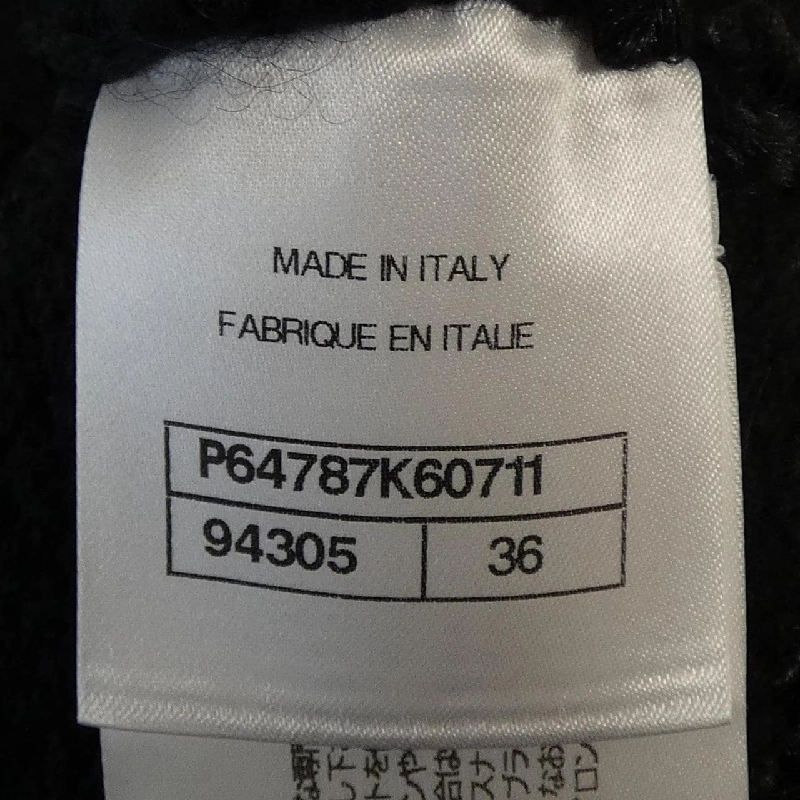 MADE IN ITALY
FABRIQUE EN ITALIE
P64787K60711
94305 36